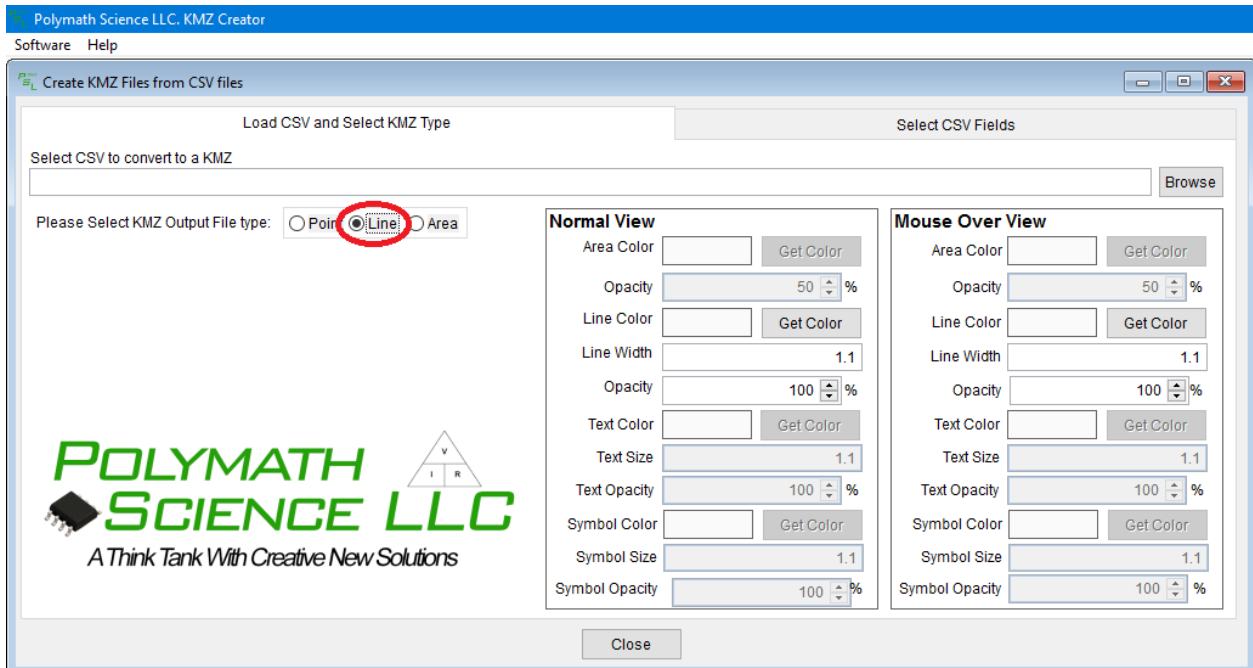 Polymath Science LLC. KMZ Creator
Software Help
Create KMZ Files from CSV files
Load CSV and Select KMZ Type
Select CSV Fields
Select CSV to convert to a KMZ
Browse
Please Select KMZ Output File type:
Line
Area
Normal View
Area Color
Get Color
Opacity
50 %
Line Color
Get Color
Line Width
1.1
Opacity
100 %
Text Color
Get Color
Text Size
1.1
Text Opacity
100 %
Symbol Color
Get Color
Symbol Size
1.1
Symbol Opacity
100 %
Mouse Over View
Area Color
Get Color
Opacity
50 %
Line Color
Get Color
Line Width
1.1
Opacity
100 %
Text Color
Get Color
Text Size
1.1
Text Opacity
100 %
Symbol Color
Get Color
Symbol Size
1.1
Symbol Opacity
100 %
POLYMATH
SCIENCE LLC
V
I R
A Think Tank With Creative New Solutions
Close